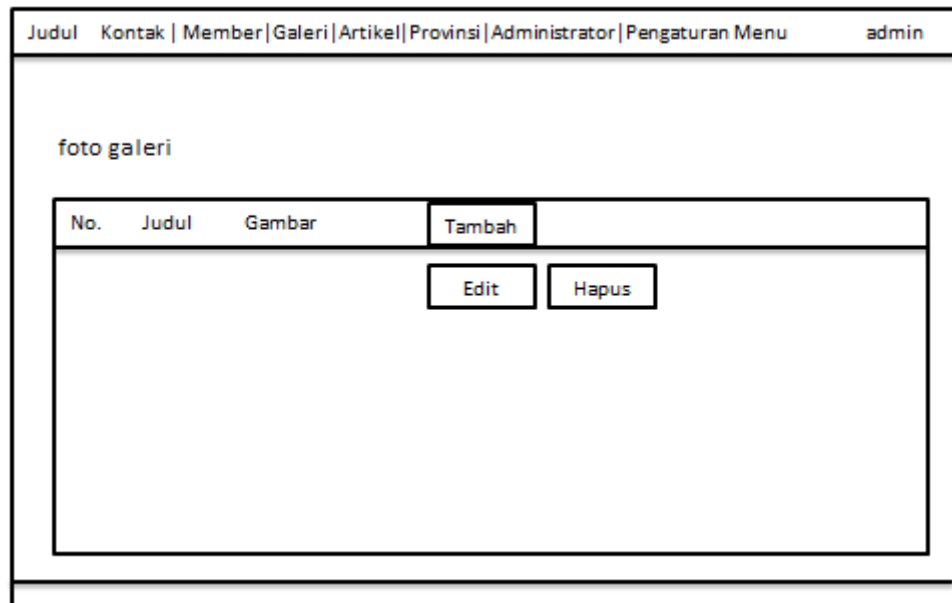 Judul Kontak | Member|Galeri|Artikel|Provinsi|Administrator|Pengaturan Menu admin
foto galeri
No. Judul Gambar Tambah
Edit Hapus